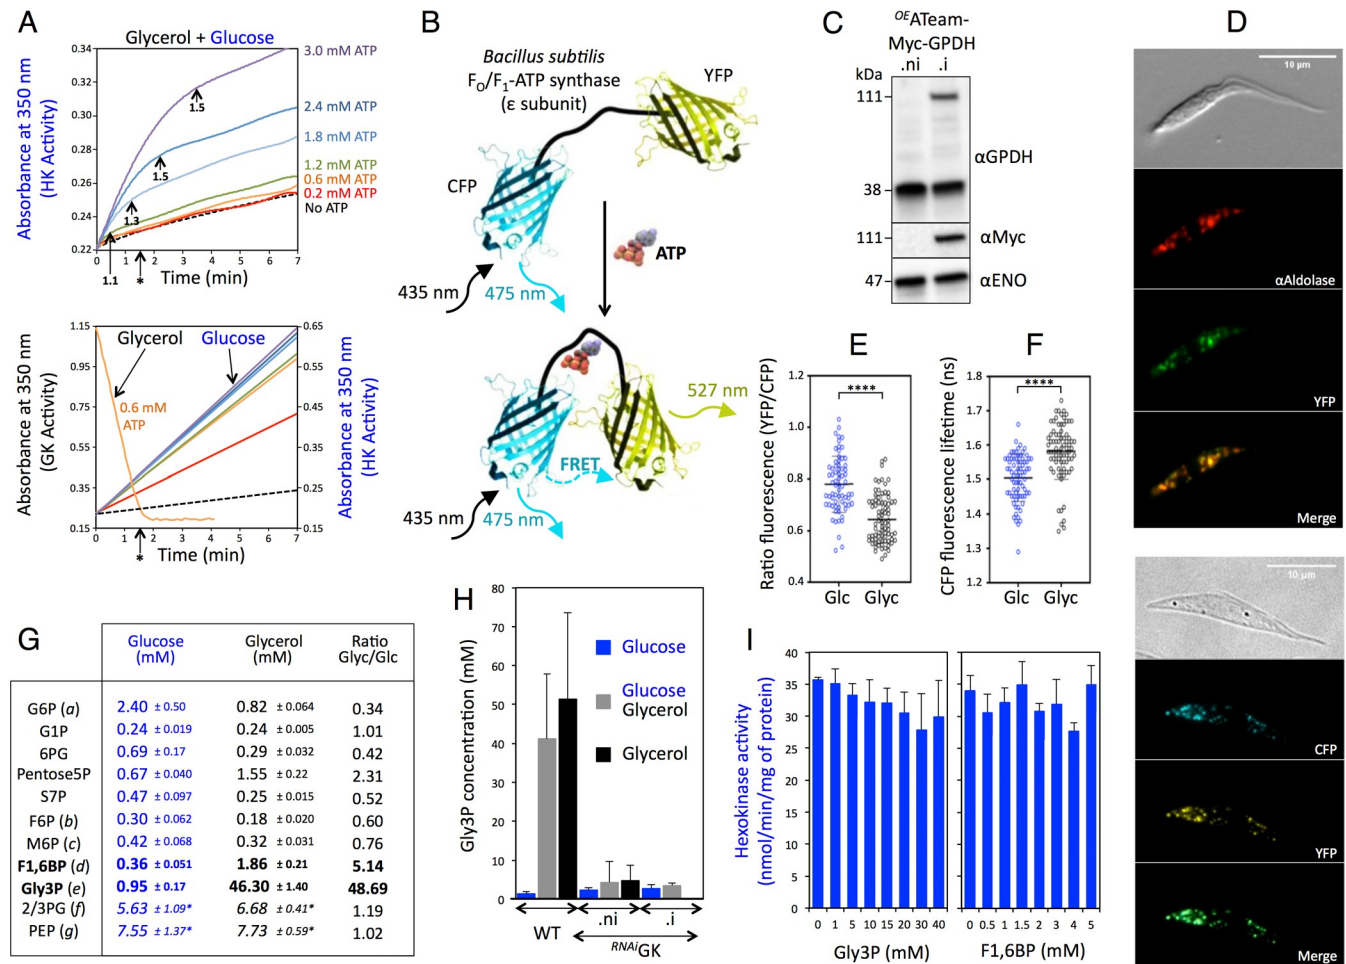 A
Glycerol + Glucose
Absorbance at 350 nm
(HK Activity)
0.34
0.30
0.28
0.26
0.24
0.22
3.0 mM ATP
2.4 mM ATP
1.8 mM ATP
1.2 mM ATP
0.6 mM ATP
0.2 mM ATP
No ATP
1.5
1.5
1.3
1.1
*
0 1 2 3 4 5 6 7
Time (min)
Absorbance at 350 nm
(GK Activity)
1.15
0.95
0.75
0.55
0.35
0.15
Glycerol
Glucose
0.6 mM
ATP
0.65
0.55
0.45
0.35
0.25
0.15
Absorbance at 350 nm
(HK Activity)
0 1 2 3 4 5 6 7
Time (min)
*
B
Bacillus subtilis
FO/F1-ATP synthase
(ε subunit)
YFP
CFP
ATP
435 nm
475 nm
527 nm
FRET
435 nm
475 nm
C
OEATeam-
Myc-GPDH
.ni .i
kDa
111
38
111
47
αGPDH
αMyc
αENO
D
10 µm
αAldolase
YFP
Merge
10 µm
CFP
YFP
Merge
E
Ratio fluorescence (YFP/CFP)
1.2
1.0
0.8
0.6
0.4
****
Glc Glyc
F
CFP fluorescence lifetime (ns)
1.8
1.7
1.6
1.5
1.4
1.3
1.2
****
Glc Glyc
G
Glucose (mM) Glycerol (mM) Ratio Glyc/Glc
G6P (a) 2.40 ± 0.50 0.82 ± 0.064 0.34
G1P 0.24 ± 0.019 0.24 ± 0.005 1.01
6PG 0.69 ± 0.17 0.29 ± 0.032 0.42
Pentose5P 0.67 ± 0.040 1.55 ± 0.22 2.31
S7P 0.47 ± 0.097 0.25 ± 0.015 0.52
F6P (b) 0.30 ± 0.062 0.18 ± 0.020 0.60
M6P (c) 0.42 ± 0.068 0.32 ± 0.031 0.76
F1,6BP (d) 0.36 ± 0.051 1.86 ± 0.21 5.14
Gly3P (e) 0.95 ± 0.17 46.30 ± 1.40 48.69
2/3PG (f) 5.63 ± 1.09* 6.68 ± 0.41* 1.19
PEP (g) 7.55 ± 1.37* 7.73 ± 0.59* 1.02
H
Gly3P concentration (mM)
80
70
60
50
40
30
20
10
0
Glucose
Glucose
Glycerol
Glycerol
WT
.ni
.i
RNAiGK
I
Hexokinase activity
(nmol/min/mg of protein)
40
35
30
25
20
15
10
5
0
0 1 5 10 15 20 30 40
Gly3P (mM)
0 0.5 1 1.5 2 3 4 5
F1,6BP (mM)